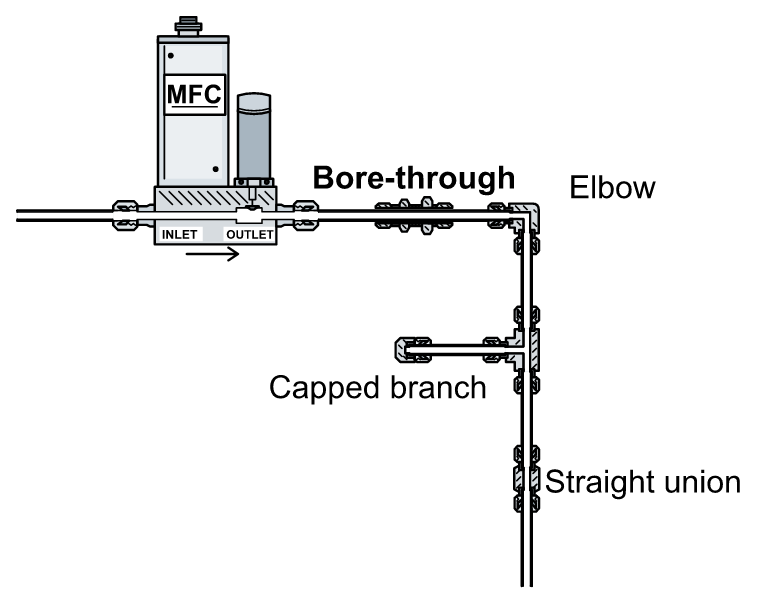 MFC
Bore-through
Elbow
INLET
OUTLET
Capped branch
Straight union